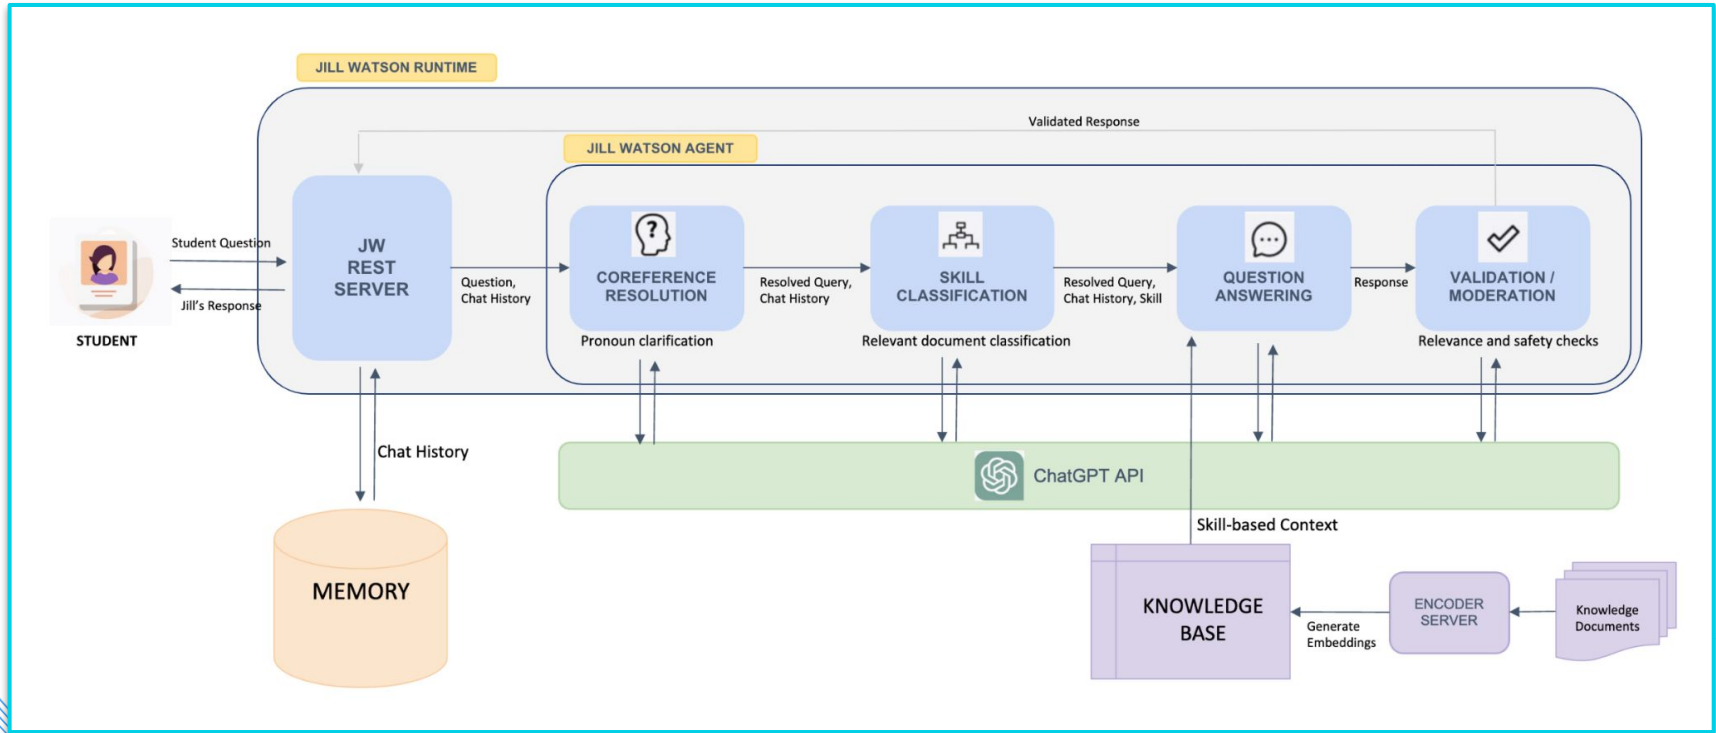 JILL WATSON RUNTIME
Validated Response
JILL WATSON AGENT
Student Question
Jill's Response
STUDENT
JW
REST
SERVER
Question,
Chat History
COREFERENCE
RESOLUTION
Pronoun clarification
Resolved Query,
Chat History
SKILL
CLASSIFICATION
Relevant document classification
Resolved Query,
Chat History, Skill
QUESTION
ANSWERING
Response
VALIDATION /
MODERATION
Relevance and safety checks
Chat History
ChatGPT API
MEMORY
Skill-based Context
KNOWLEDGE
BASE
Generate
Embeddings
ENCODER
SERVER
Knowledge
Documents